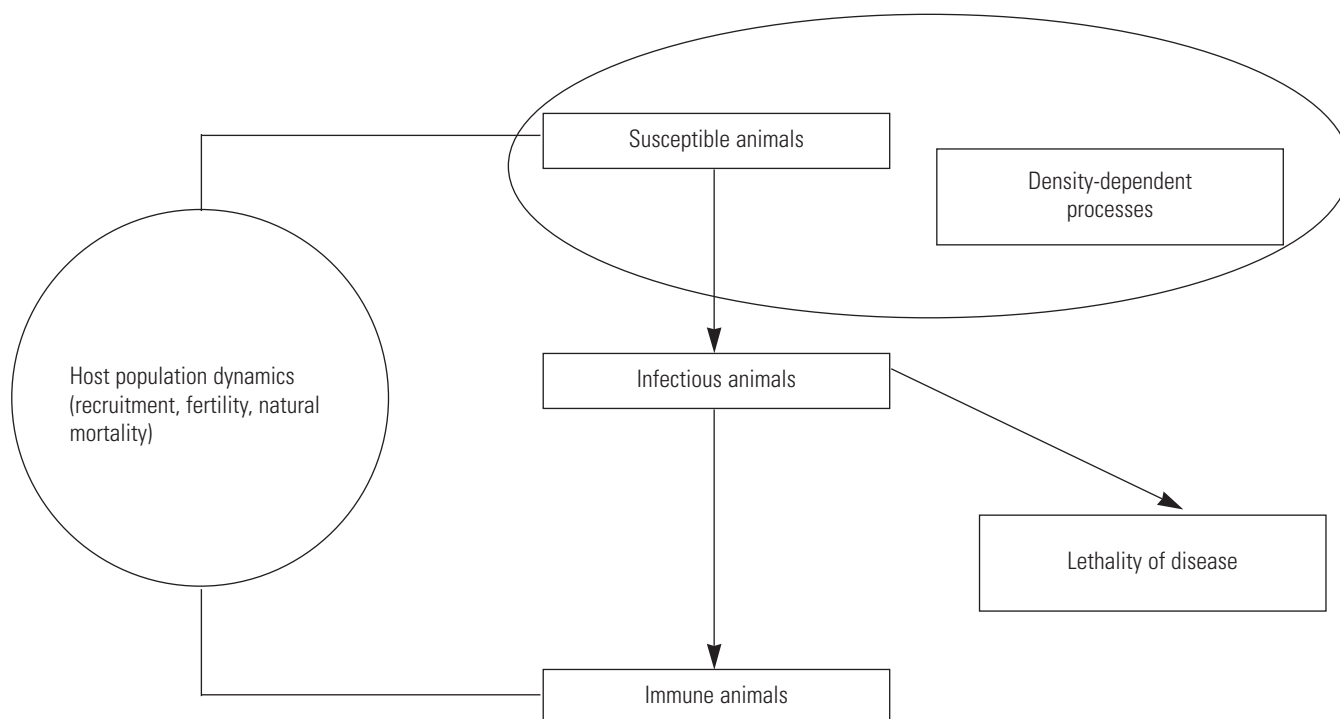 Susceptible animals
Density-dependent
processes
Host population dynamics
(recruitment, fertility, natural
mortality)
Infectious animals
Lethality of disease
Immune animals